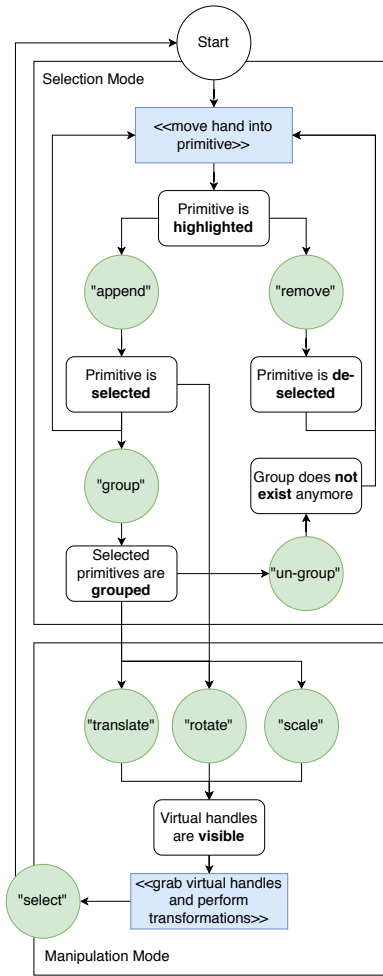 Start
Selection Mode
<<move hand into
primitive>>
Primitive is
highlighted
"append"
"remove"
Primitive is
selected
Primitive is de-
selected
"group"
Group does not
exist anymore
Selected
primitives are
grouped
"un-group"
"translate"
"rotate"
"scale"
Virtual handles
are visible
"select"
<<grab virtual handles
and perform
transformations>>
Manipulation Mode